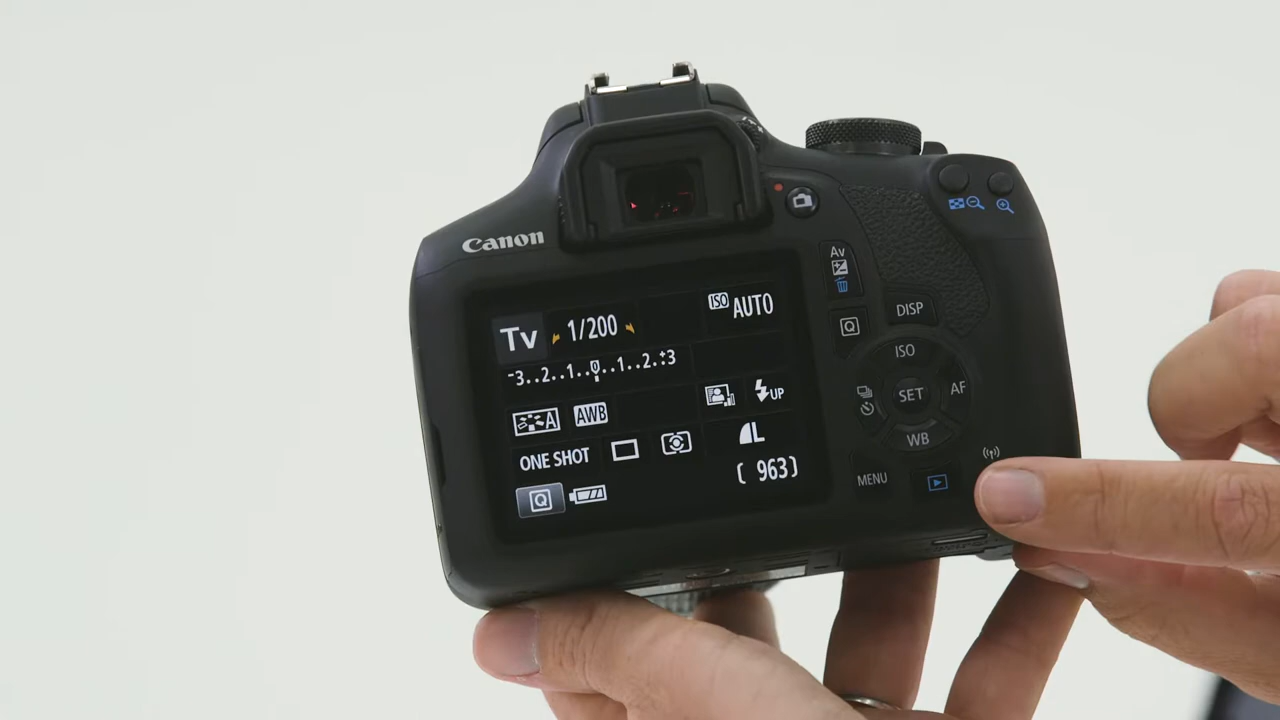 Canon
Tv 1/200 ISO AUTO
-3..2..1..0..1..2.+3
A AWB UP
ONE SHOT L
Q [ 963]
Av
DISP
Q
ISO
SET AF
WB
MENU